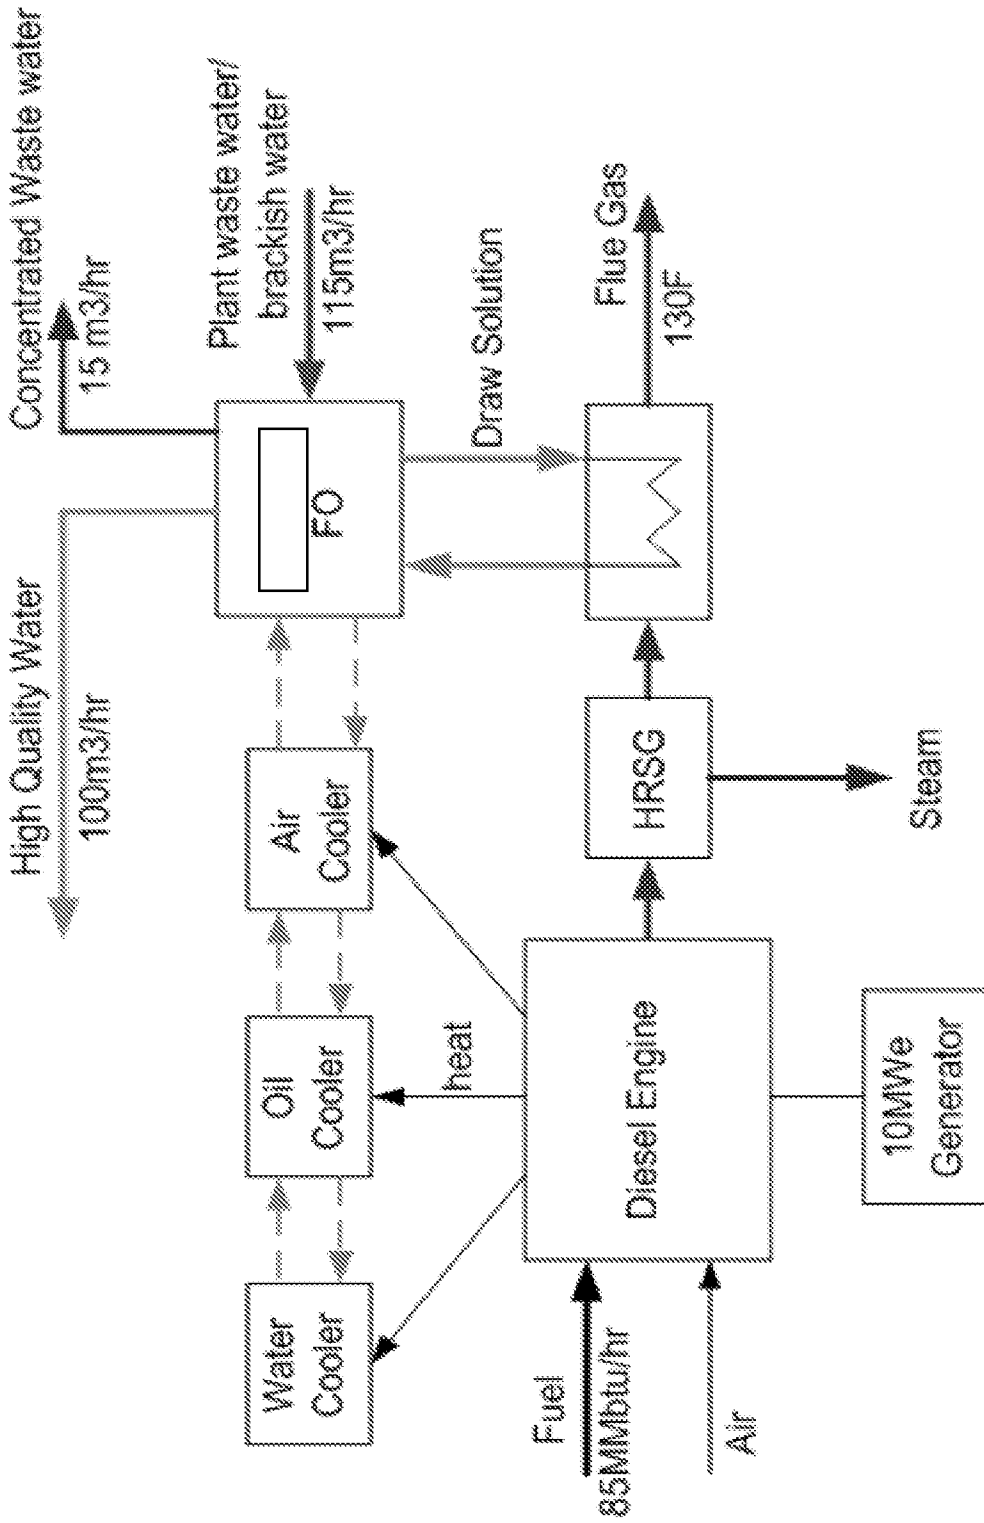 High Quality Water
100m3/hr
Concentrated Waste water
15 m3/hr
Water
Cooler
Oil
Cooler
Air
Cooler
FO
Plant waste water/
brackish water
115m3/hr
heat
Draw Solution
Fuel
85MMbtu/hr
Air
Diesel Engine
HRSG
Flue Gas
130F
Steam
10MWe
Generator